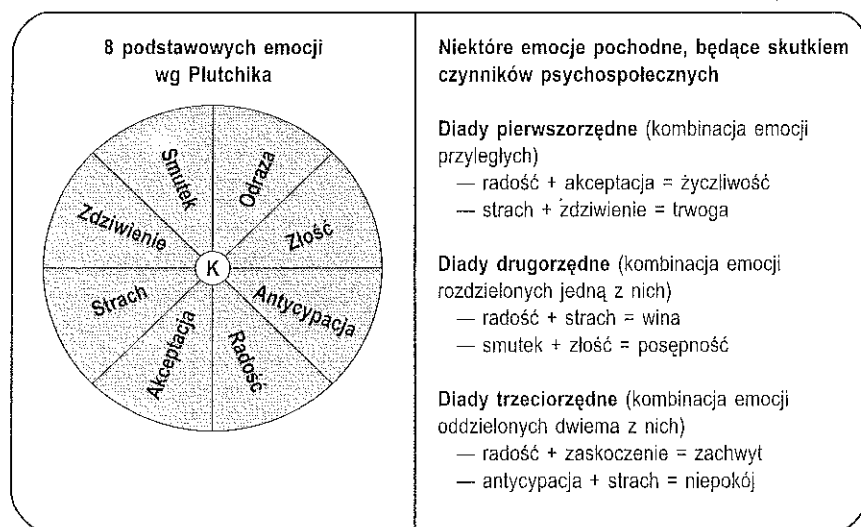 8 podstawowych emocji
wg Plutchika
Smutek
Odraza
Zdziwienie
Złość
K
Strach
Antycypacja
Akceptacja
Radość
Niektóre emocje pochodne, będące skutkiem
czynników psychospołecznych
Diady pierwszorzędne (kombinacja emocji
przyległych)
— radość + akceptacja = życzliwość
— strach + zdziwienie = trwoga
Diady drugorzędne (kombinacja emocji
rozdzielonych jedną z nich)
— radość + strach = wina
— smutek + złość = posępność
Diady trzeciorzędne (kombinacja emocji
oddzielonych dwiema z nich)
— radość + zaskoczenie = zachwyt
— antycypacja + strach = niepokój